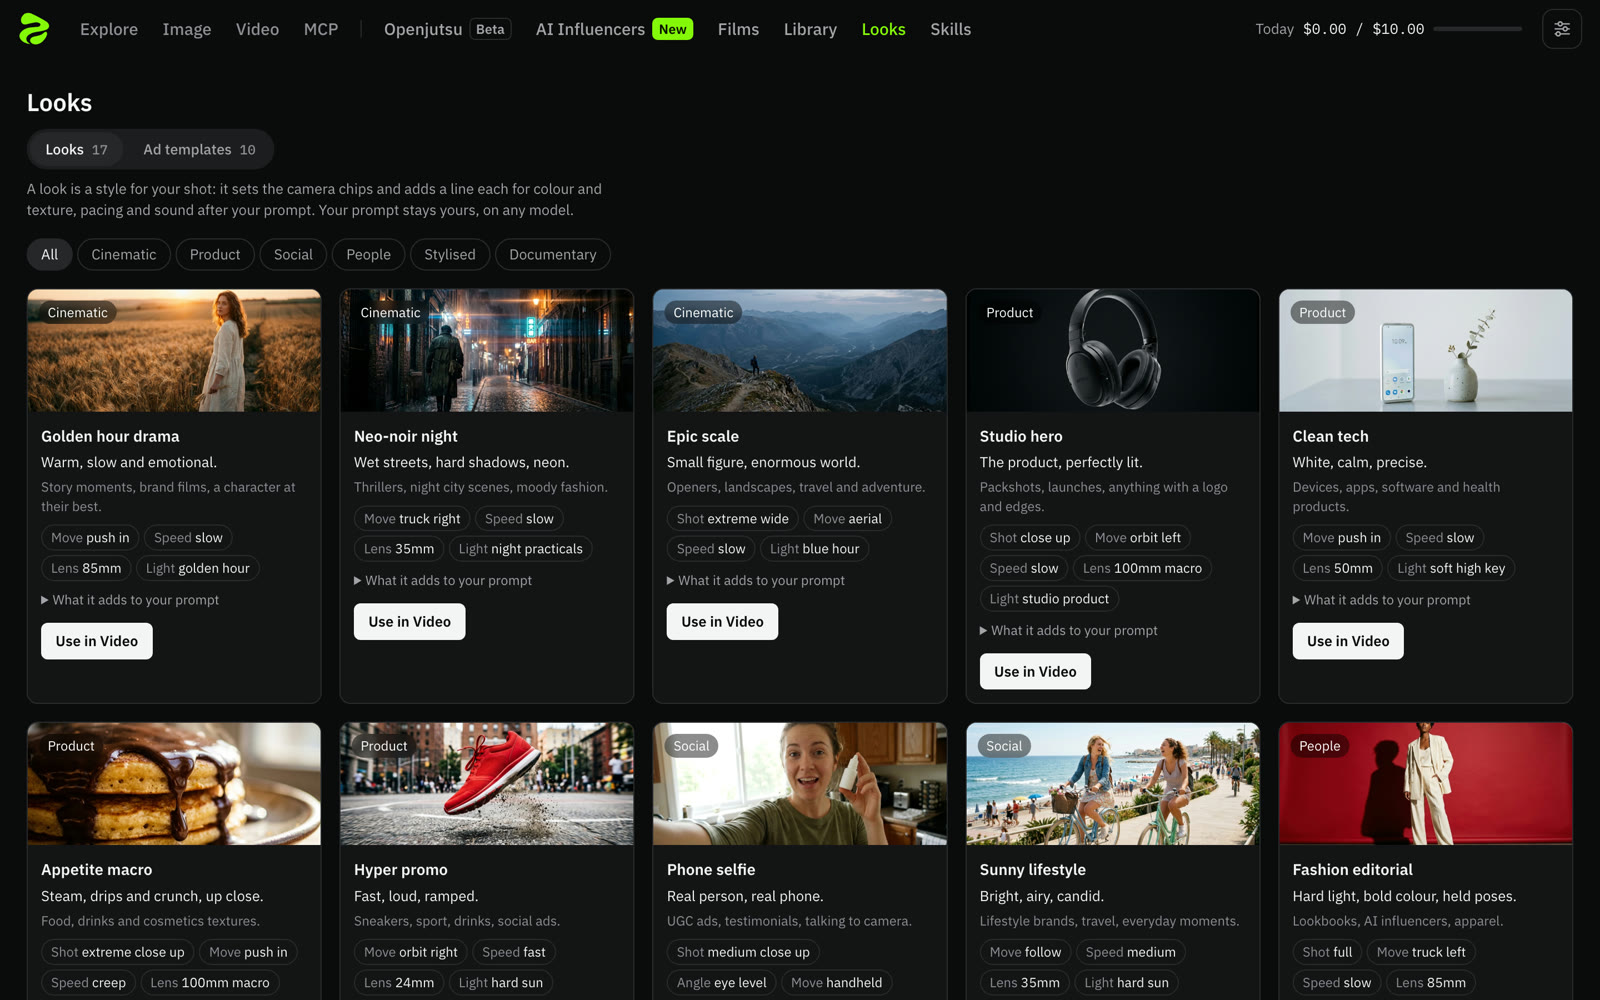 Explore Image Video MCP Openjutsu Beta AI Influencers New Films Library Looks Skills Today $0.00 / $10.00
Looks
Looks 17 Ad templates 10
A look is a style for your shot: it sets the camera chips and adds a line each for colour and
texture, pacing and sound after your prompt. Your prompt stays yours, on any model.
All Cinematic Product Social People Stylised Documentary
Cinematic
Golden hour drama
Warm, slow and emotional.
Story moments, brand films, a character at
their best.
Move push in Speed slow
Lens 85mm Light golden hour
What it adds to your prompt
Use in Video
Cinematic
Neo-noir night
Wet streets, hard shadows, neon.
Thrillers, night city scenes, moody fashion.
Move truck right Speed slow
Lens 35mm Light night practicals
What it adds to your prompt
Use in Video
Cinematic
Epic scale
Small figure, enormous world.
Openers, landscapes, travel and adventure.
Shot extreme wide Move aerial
Speed slow Light blue hour
What it adds to your prompt
Use in Video
Product
Studio hero
The product, perfectly lit.
Packshots, launches, anything with a logo
and edges.
Shot close up Move orbit left
Speed slow Lens 100mm macro
Light studio product
What it adds to your prompt
Use in Video
Product
Clean tech
White, calm, precise.
Devices, apps, software and health
products.
Move push in Speed slow
Lens 50mm Light soft high key
What it adds to your prompt
Use in Video
Product
Appetite macro
Steam, drips and crunch, up close.
Food, drinks and cosmetics textures.
Shot extreme close up Move push in
Speed creep Lens 100mm macro
Product
Hyper promo
Fast, loud, ramped.
Sneakers, sport, drinks, social ads.
Move orbit right Speed fast
Lens 24mm Light hard sun
Social
Phone selfie
Real person, real phone.
UGC ads, testimonials, talking to camera.
Shot medium close up
Angle eye level Move handheld
Social
Sunny lifestyle
Bright, airy, candid.
Lifestyle brands, travel, everyday moments.
Move follow Speed medium
Lens 35mm Light hard sun
People
Fashion editorial
Hard light, bold colour, held poses.
Lookbooks, AI influencers, apparel.
Shot full Move truck left
Speed slow Lens 85mm